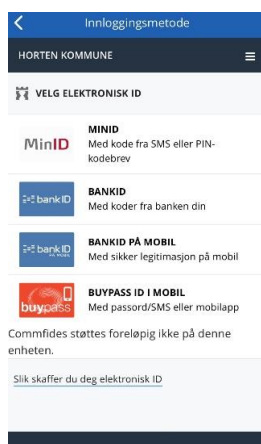 Innloggingsmetode
HORTEN KOMMUNE
VELG ELEKTRONISK ID
MinID
MINID
Med kode fra SMS eller PIN-
kodebrev
bankID
BANKID
Med koder fra banken din
bankID
PÅ MOBIL
BANKID PÅ MOBIL
Med sikker legitimasjon på mobil
buypass
BUYPASS ID I MOBIL
Med passord/SMS eller mobilapp
Commfides støttes foreløpig ikke på denne
enheten.
Slik skaffer du deg elektronisk ID